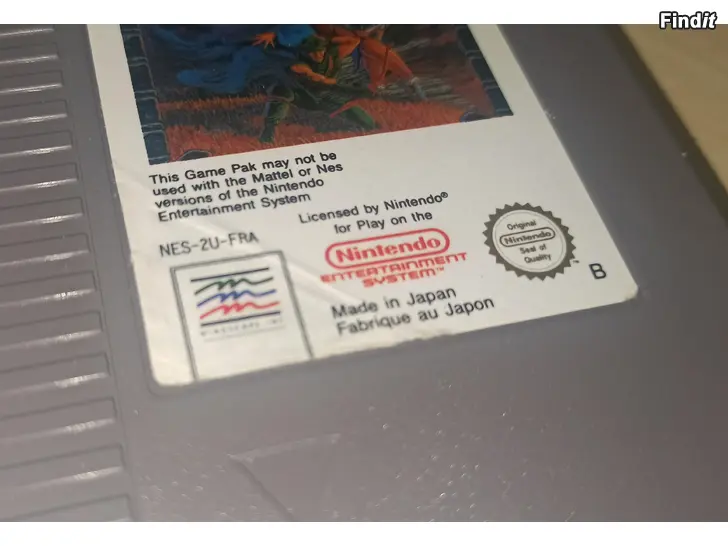 Findit
This Game Pak may not be
used with the Mattel or Nes
versions of the Nintendo
Entertainment System
Licensed by Nintendo®
for Play on the
NES-2U-FRA
Nintendo
ENTERTAINMENT
SYSTEM™
Original
Nintendo
Seal of
Quality
™
B
Made in Japan
Fabrique au Japon